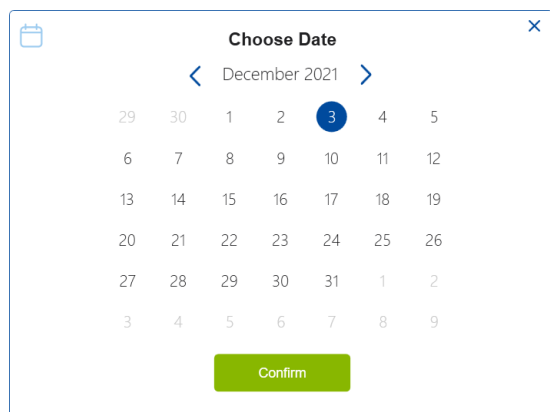 Choose Date
December 2021
29 30 1 2 3 4 5
6 7 8 9 10 11 12
13 14 15 16 17 18 19
20 21 22 23 24 25 26
27 28 29 30 31 1 2
3 4 5 6 7 8 9
Confirm